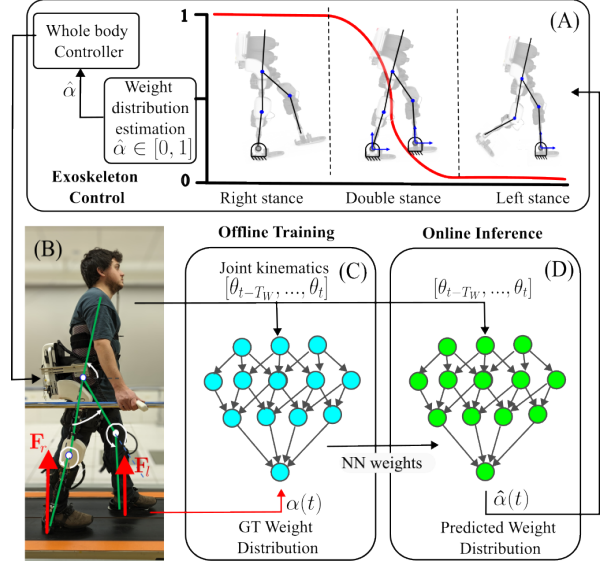 (A)
Whole body
Controller
α̂
Weight
distribution
estimation
α̂ ∈ [0, 1]
Exoskeleton
Control
1
0
Right stance
Double stance
Left stance
(B)
F_r
F_l
Offline Training
(C)
Joint kinematics
[θ_{t−T_W}, ..., θ_t]
NN weights
α(t)
GT Weight
Distribution
Online Inference
(D)
[θ_{t−T_W}, ..., θ_t]
α̂(t)
Predicted Weight
Distribution